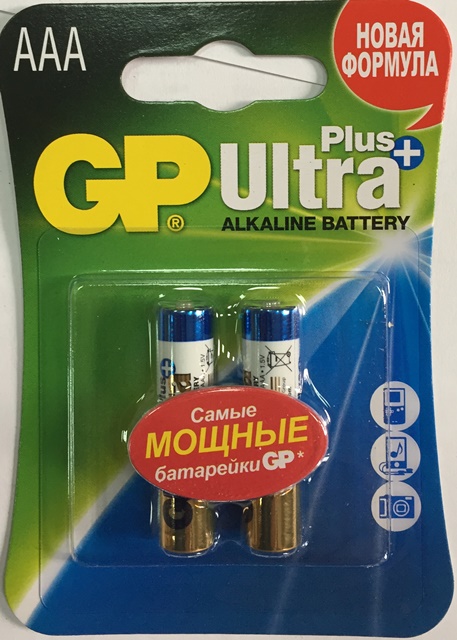 AAA
НОВАЯ
ФОРМУЛА
GP®
Ultra Plus+
ALKALINE BATTERY
Самые
МОЩНЫЕ
батарейки GP*